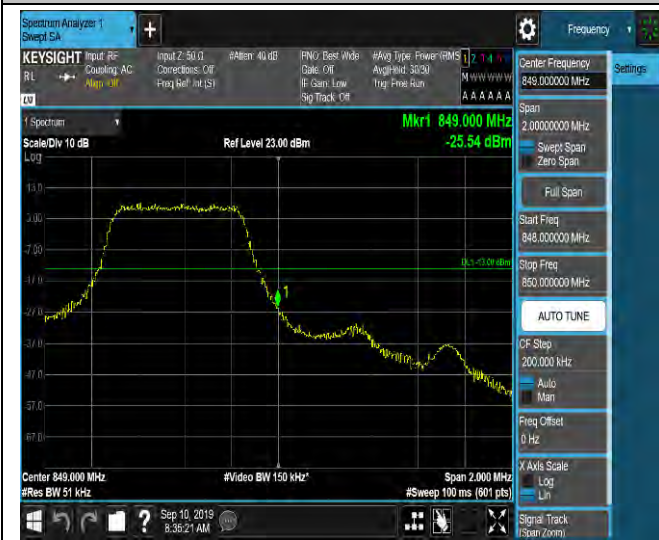 Spectrum Analyzer 1
Swept SA
+
Frequency
KEYSIGHT Input: RF
Input Z: 50 Ω
#Atten: 40 dB
PNO: Best Wide
#Avg Type: Power (RMS
RL
Coupling: AC
Corrections: Off
Gate: Off
Avg|Hold: 30/30
M W W W W W
Align: Off
Freq Ref: Int (S)
IF Gain: Low
Trig: Free Run
Sig Track: Off
A A A A A A
1 Spectrum
Mkr1 849.000 MHz
Scale/Div 10 dB
Ref Level 23.00 dBm
-25.54 dBm
Log
13.0
3.00
-7.00
DL1 -13.00 dBm
-17.0
1
-27.0
-37.0
-47.0
-57.0
-67.0
Center 849.000 MHz
#Video BW 150 kHz*
Span 2.000 MHz
#Res BW 51 kHz
#Sweep 100 ms (601 pts)
Sep 10, 2019
8:35:21 AM
Center Frequency
849.000000 MHz
Settings
Span
2.00000000 MHz
Swept Span
Zero Span
Full Span
Start Freq
848.000000 MHz
Stop Freq
850.000000 MHz
AUTO TUNE
CF Step
200.000 kHz
Auto
Man
Freq Offset
0 Hz
X Axis Scale
Log
Lin
Signal Track
(Span Zoom)